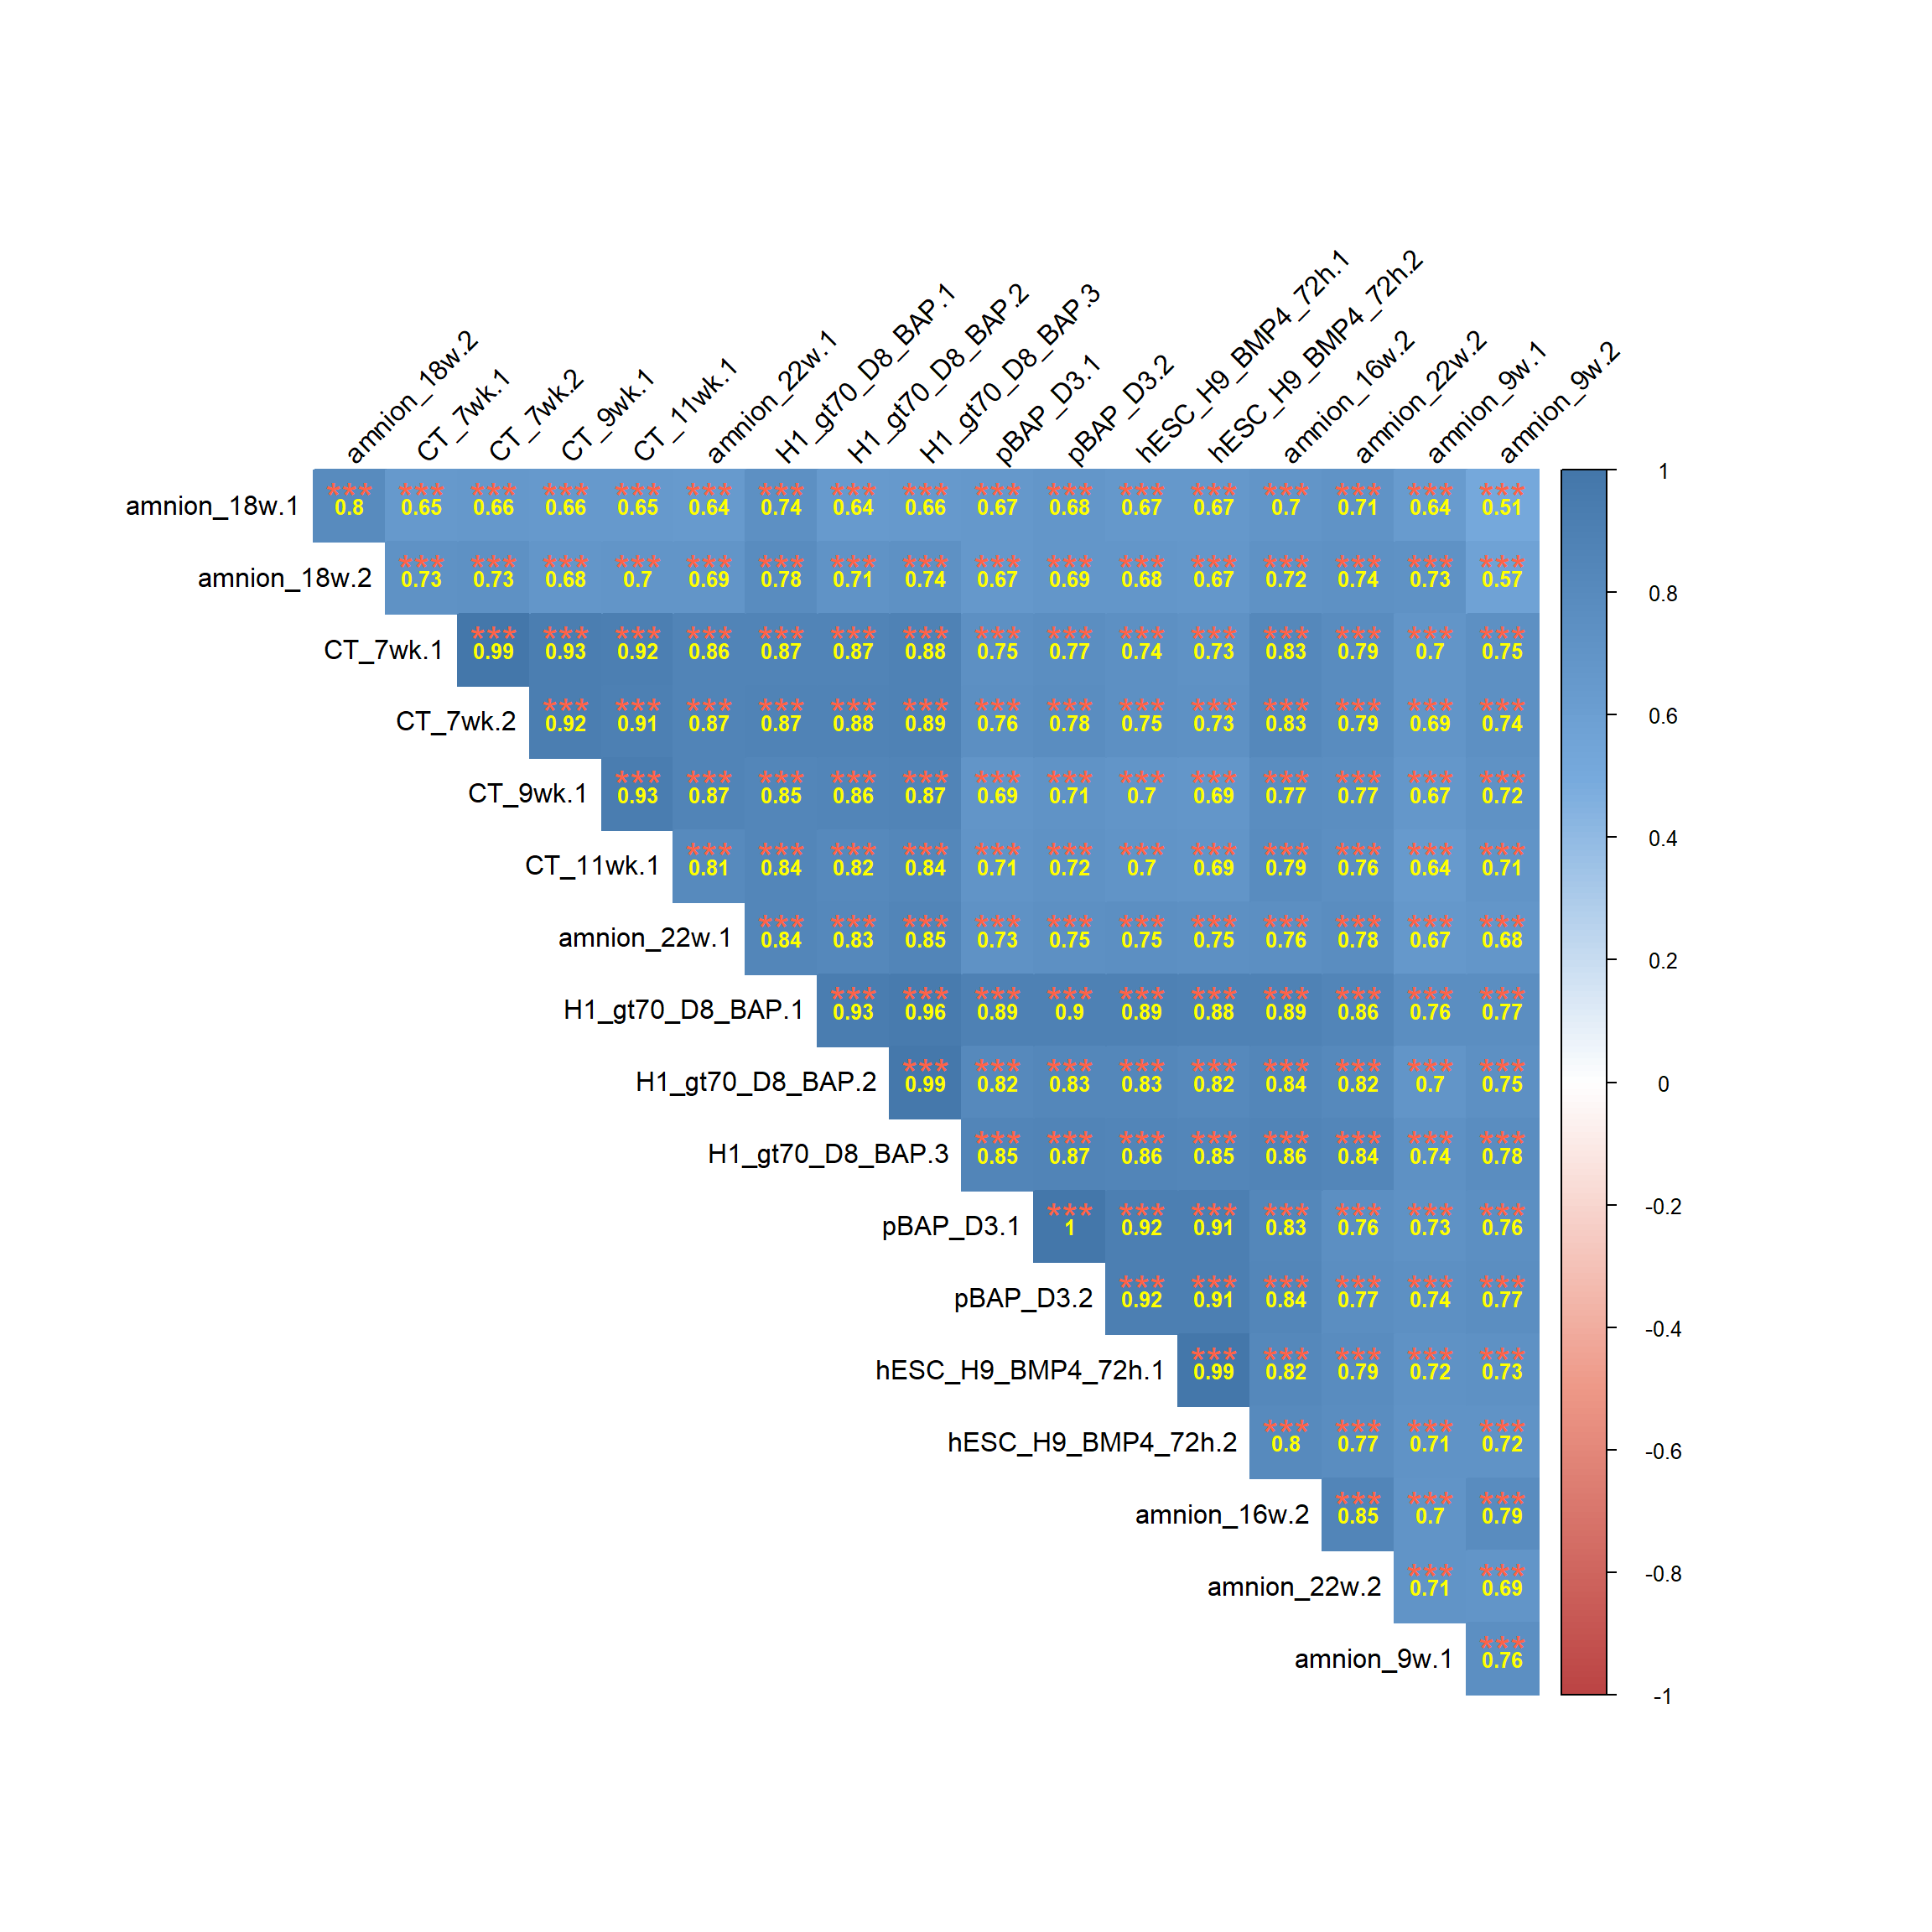 amnion_18w.2 CT_7wk.1 CT_7wk.2 CT_9wk.1 CT_11wk.1 amnion_22w.1 H1_gt70_D8_BAP.1 H1_gt70_D8_BAP.2 H1_gt70_D8_BAP.3 pBAP_D3.1 pBAP_D3.2 hESC_H9_BMP4_72h.1 hESC_H9_BMP4_72h.2 amnion_16w.2 amnion_22w.2 amnion_9w.1 amnion_9w.2
*** *** *** *** *** *** *** *** *** *** *** *** *** *** *** *** ***
amnion_18w.1 0.8 0.65 0.66 0.66 0.65 0.64 0.74 0.64 0.66 0.67 0.68 0.67 0.67 0.7 0.71 0.64 0.51
*** *** *** *** *** *** *** *** *** *** *** *** *** *** *** ***
amnion_18w.2 0.73 0.73 0.68 0.7 0.69 0.78 0.71 0.74 0.67 0.69 0.68 0.67 0.72 0.74 0.73 0.57
*** *** *** *** *** *** *** *** *** *** *** *** *** *** ***
CT_7wk.1 0.99 0.93 0.92 0.86 0.87 0.87 0.88 0.75 0.77 0.74 0.73 0.83 0.79 0.7 0.75
*** *** *** *** *** *** *** *** *** *** *** *** *** ***
CT_7wk.2 0.92 0.91 0.87 0.87 0.88 0.89 0.76 0.78 0.75 0.73 0.83 0.79 0.69 0.74
*** *** *** *** *** *** *** *** *** *** *** *** ***
CT_9wk.1 0.93 0.87 0.85 0.86 0.87 0.69 0.71 0.7 0.69 0.77 0.77 0.67 0.72
*** *** *** *** *** *** *** *** *** *** *** ***
CT_11wk.1 0.81 0.84 0.82 0.84 0.71 0.72 0.7 0.69 0.79 0.76 0.64 0.71
*** *** *** *** *** *** *** *** *** *** ***
amnion_22w.1 0.84 0.83 0.85 0.73 0.75 0.75 0.75 0.76 0.78 0.67 0.68
*** *** *** *** *** *** *** *** *** ***
H1_gt70_D8_BAP.1 0.93 0.96 0.89 0.9 0.89 0.88 0.89 0.86 0.76 0.77
*** *** *** *** *** *** *** *** ***
H1_gt70_D8_BAP.2 0.99 0.82 0.83 0.83 0.82 0.84 0.82 0.7 0.75
*** *** *** *** *** *** *** ***
H1_gt70_D8_BAP.3 0.85 0.87 0.86 0.85 0.86 0.84 0.74 0.78
*** *** *** *** *** *** ***
pBAP_D3.1 1 0.92 0.91 0.83 0.76 0.73 0.76
*** *** *** *** *** ***
pBAP_D3.2 0.92 0.91 0.84 0.77 0.74 0.77
*** *** *** *** ***
hESC_H9_BMP4_72h.1 0.99 0.82 0.79 0.72 0.73
*** *** *** ***
hESC_H9_BMP4_72h.2 0.8 0.77 0.71 0.72
*** *** ***
amnion_16w.2 0.85 0.7 0.79
*** ***
amnion_22w.2 0.71 0.69
***
amnion_9w.1 0.76
1
0.8
0.6
0.4
0.2
0
-0.2
-0.4
-0.6
-0.8
-1